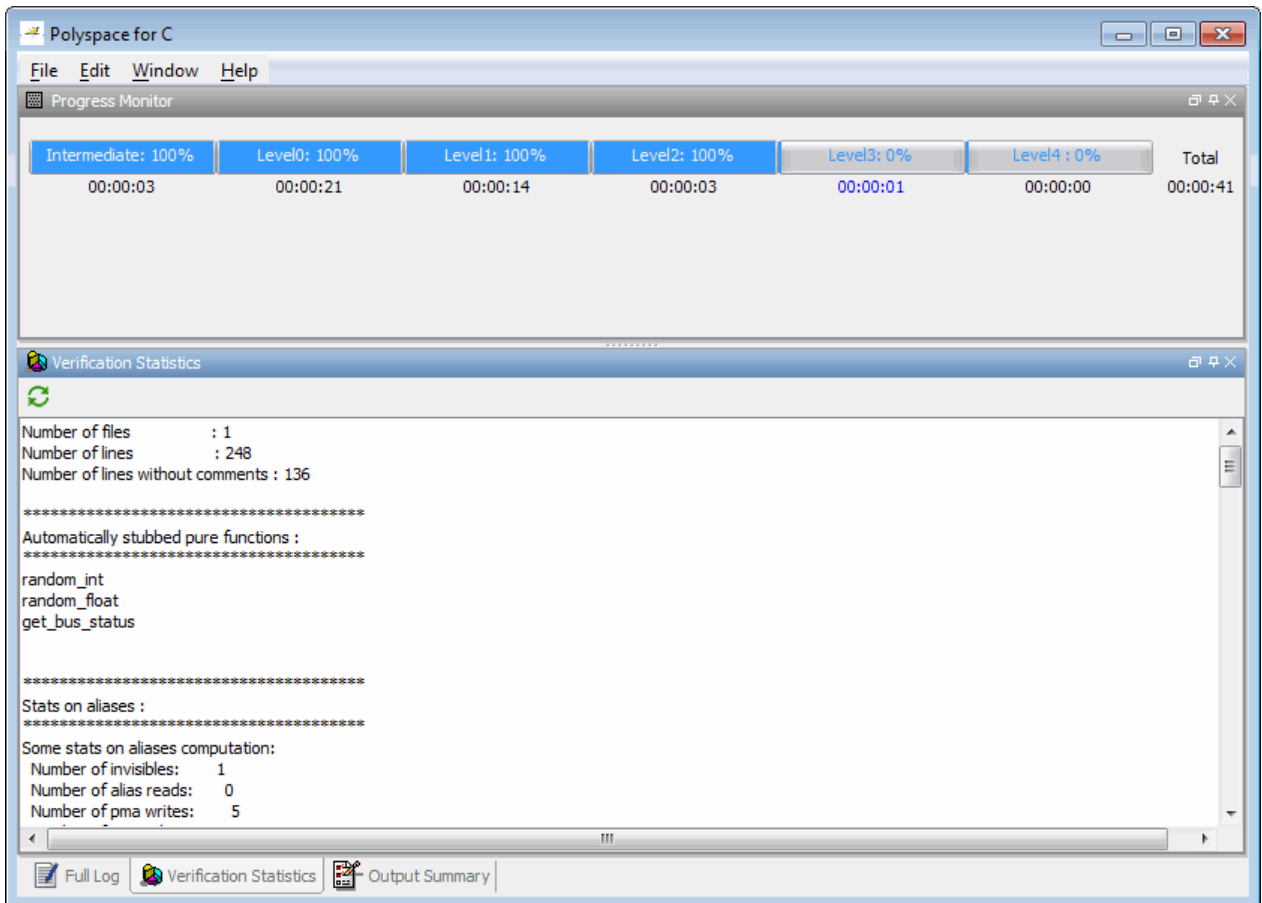 Polyspace for C
File Edit Window Help
Progress Monitor
Intermediate: 100% Level0: 100% Level1: 100% Level2: 100% Level3: 0% Level4 : 0% Total
00:00:03 00:00:21 00:00:14 00:00:03 00:00:01 00:00:00 00:00:41
Verification Statistics
Number of files : 1
Number of lines : 248
Number of lines without comments : 136
**************************************
Automatically stubbed pure functions :
**************************************
random_int
random_float
get_bus_status
**************************************
Stats on aliases :
**************************************
Some stats on aliases computation:
Number of invisibles: 1
Number of alias reads: 0
Number of pma writes: 5
Full Log Verification Statistics Output Summary